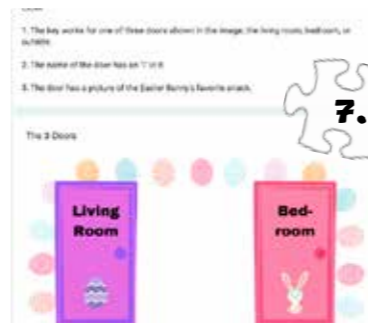 1. The key works for one of three doors shown in the image: the living room, bedroom, or
outside.
2. The name of the door has an "i" in it
3. The door has a picture of the Easter Bunny's favorite snack.
7.
The 3 Doors
Living
Room
Bed-
room